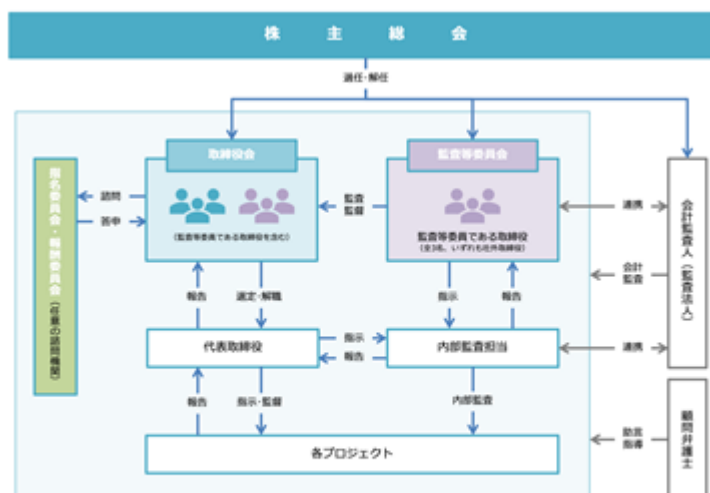 株主総会
選任・解任
取締役会
監査等委員会
指名委員会・報酬委員会（任意の諮問機関）
諮問
答申
（監査等委員である取締役を含む）
監査
監督
監査等委員である取締役
（全3名、いずれも社外取締役）
連携
会計監査人（監査法人）
会計
監査
報告
選定・解職
指示
報告
代表取締役
指示
報告
内部監査担当
連携
報告
指示・監督
内部監査
各プロジェクト
助言
指導
顧問弁護士